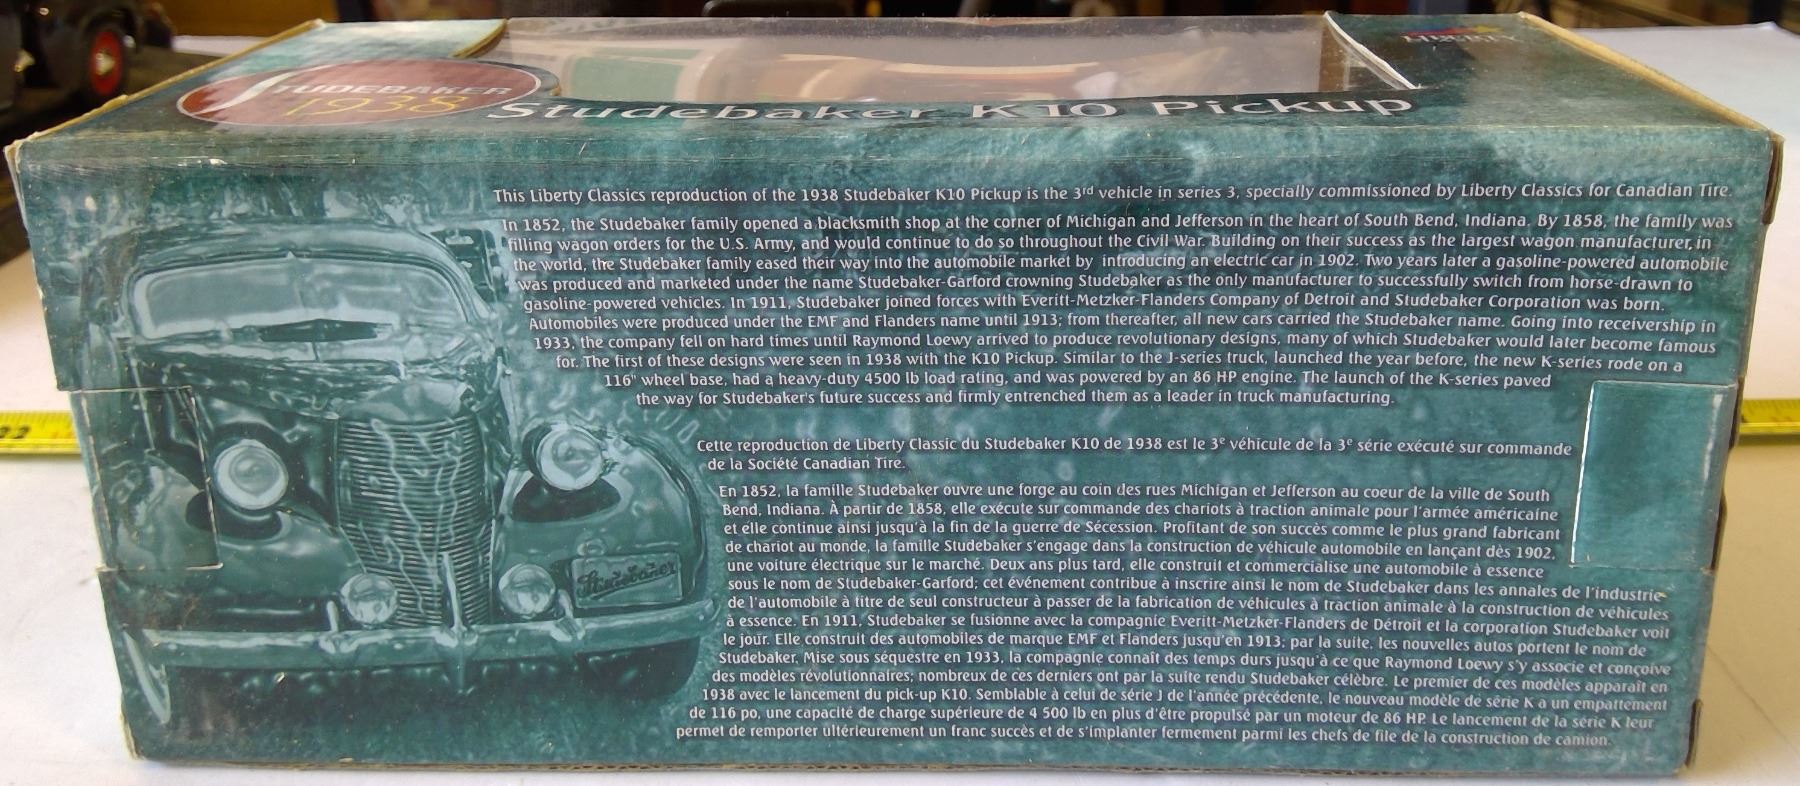 LIBERTY
STUDEBAKER
1938
Studebaker K10 Pickup
This Liberty Classics reproduction of the 1938 Studebaker K10 Pickup is the 3rd vehicle in series 3, specially commissioned by Liberty Classics for Canadian Tire.
In 1852, the Studebaker family opened a blacksmith shop at the corner of Michigan and Jefferson in the heart of South Bend, Indiana. By 1858, the family was
filling wagon orders for the U.S. Army, and would continue to do so throughout the Civil War. Building on their success as the largest wagon manufacturer, in
the world, the Studebaker family eased their way into the automobile market by introducing an electric car in 1902. Two years later a gasoline-powered automobile
was produced and marketed under the name Studebaker-Garford crowning Studebaker as the only manufacturer to successfully switch from horse-drawn to
gasoline-powered vehicles. In 1911, Studebaker joined forces with Everitt-Metzker-Flanders Company of Detroit and Studebaker Corporation was born.
Automobiles were produced under the EMF and Flanders name until 1913; from thereafter, all new cars carried the Studebaker name. Going into receivership in
1933, the company fell on hard times until Raymond Loewy arrived to produce revolutionary designs, many of which Studebaker would later become famous
for. The first of these designs were seen in 1938 with the K10 Pickup. Similar to the J-series truck, launched the year before, the new K-series rode on a
116" wheel base, had a heavy-duty 4500 lb load rating, and was powered by an 86 HP engine. The launch of the K-series paved
the way for Studebaker's future success and firmly entrenched them as a leader in truck manufacturing.
Cette reproduction de Liberty Classic du Studebaker K10 de 1938 est le 3e véhicule de la 3e série exécuté sur commande
de la Société Canadian Tire.
En 1852, la famille Studebaker ouvre une forge au coin des rues Michigan et Jefferson au coeur de la ville de South
Bend, Indiana. À partir de 1858, elle exécute sur commande des chariots à traction animale pour l'armée américaine
et elle continue ainsi jusqu'à la fin de la guerre de Sécession. Profitant de son succès comme le plus grand fabricant
de chariot au monde, la famille Studebaker s'engage dans la construction de véhicule automobile en lançant dès 1902,
une voiture électrique sur le marché. Deux ans plus tard, elle construit et commercialise une automobile à essence
sous le nom de Studebaker-Garford; cet événement contribue à inscrire ainsi le nom de Studebaker dans les annales de l'industrie
de l'automobile à titre de seul constructeur à passer de la fabrication de véhicules à traction animale à la construction de véhicules
à essence. En 1911, Studebaker se fusionne avec la compagnie Everitt-Metzker-Flanders de Détroit et la corporation Studebaker voit
le jour. Elle construit des automobiles de marque EMF et Flanders jusqu'en 1913; par la suite, les nouvelles autos portent le nom de
Studebaker. Mise sous séquestre en 1933, la compagnie connaît des temps durs jusqu'à ce que Raymond Loewy s'y associe et conçoive
des modèles révolutionnaires; nombreux de ces derniers ont par la suite rendu Studebaker célèbre. Le premier de ces modèles apparaît en
1938 avec le lancement du pick-up K10. Semblable à celui de série J de l'année précédente, le nouveau modèle de série K a un empattement
de 116 po, une capacité de charge supérieure de 4 500 lb en plus d'être propulsé par un moteur de 86 HP. Le lancement de la série K leur
permet de remporter ultérieurement un franc succès et de s'implanter fermement parmi les chefs de file de la construction de camion.
Studebaker
22